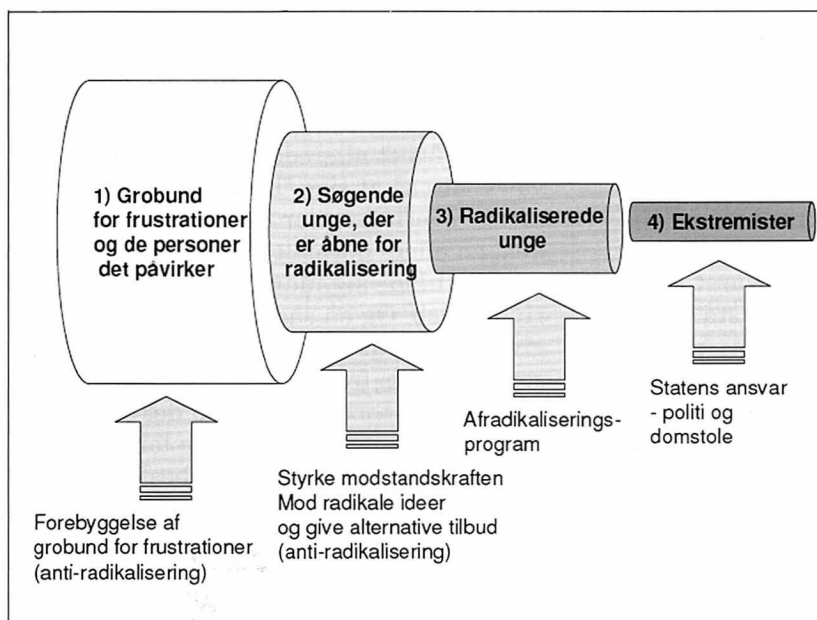 1) Grobund
for frustrationer
og de personer
det påvirker
2) Søgende
unge, der
er åbne for
radikalisering
3) Radikaliserede
unge
4) Ekstremister
Forebyggelse af
grobund for frustrationer
(anti-radikalisering)
Styrke modstandskraften
Mod radikale ideer
og give alternative tilbud
(anti-radikalisering)
Afradikaliserings-
program
Statens ansvar
- politi og
domstole